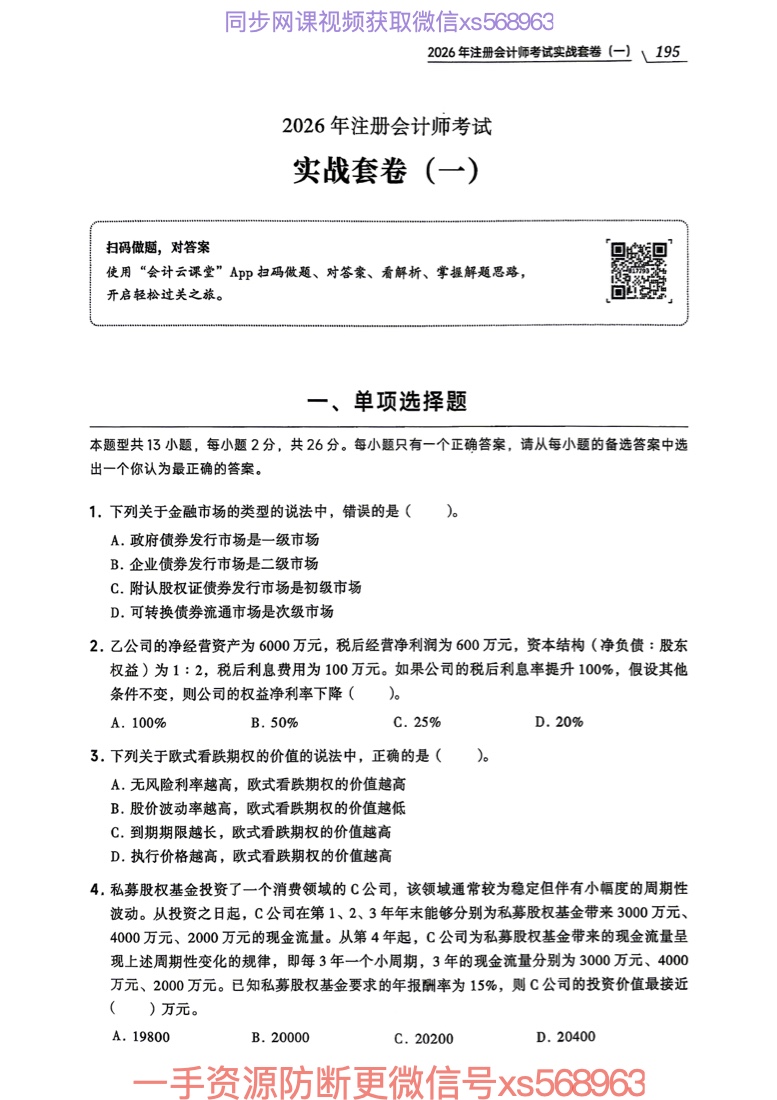 同步网课视频获取微信xs568963
2026年注册会计师考试实战套卷（一） 195
2026年注册会计师考试
实战套卷（一）
扫码做题，对答案
使用“会计云课堂”App扫码做题、对答案、看解析、掌握解题思路，
开启轻松过关之旅。
一、单项选择题
本题型共13小题，每小题2分，共26分。每小题只有一个正确答案，请从每小题的备选答案中选
出一个你认为最正确的答案。
1. 下列关于金融市场的类型的说法中，错误的是（ ）。
A. 政府债券发行市场是一级市场
B. 企业债券发行市场是二级市场
C. 附认股权证债券发行市场是初级市场
D. 可转换债券流通市场是次级市场
2. 乙公司的净经营资产为6000万元，税后经营净利润为600万元，资本结构（净负债：股东
权益）为1：2，税后利息费用为100万元。如果公司的税后利息率提升100%，假设其他
条件不变，则公司的权益净利率下降（ ）。
A. 100% B. 50% C. 25% D. 20%
3. 下列关于欧式看跌期权的价值的说法中，正确的是（ ）。
A. 无风险利率越高，欧式看跌期权的价值越高
B. 股价波动率越高，欧式看跌期权的价值越低
C. 到期期限越长，欧式看跌期权的价值越高
D. 执行价格越高，欧式看跌期权的价值越高
4. 私募股权基金投资了一个消费领域的C公司，该领域通常较为稳定但伴有小幅度的周期性
波动。从投资之日起，C公司在第1、2、3年年末能够分别为私募股权基金带来3000万元、
4000万元、2000万元的现金流量。从第4年起，C公司为私募股权基金带来的现金流量呈
现上述周期性变化的规律，即每3年一个小周期，3年的现金流量分别为3000万元、4000
万元、2000万元。已知私募股权基金要求的年报酬率为15%，则C公司的投资价值最接近
（ ）万元。
A. 19800 B. 20000 C. 20200 D. 20400
一手资源防断更微信号xs568963